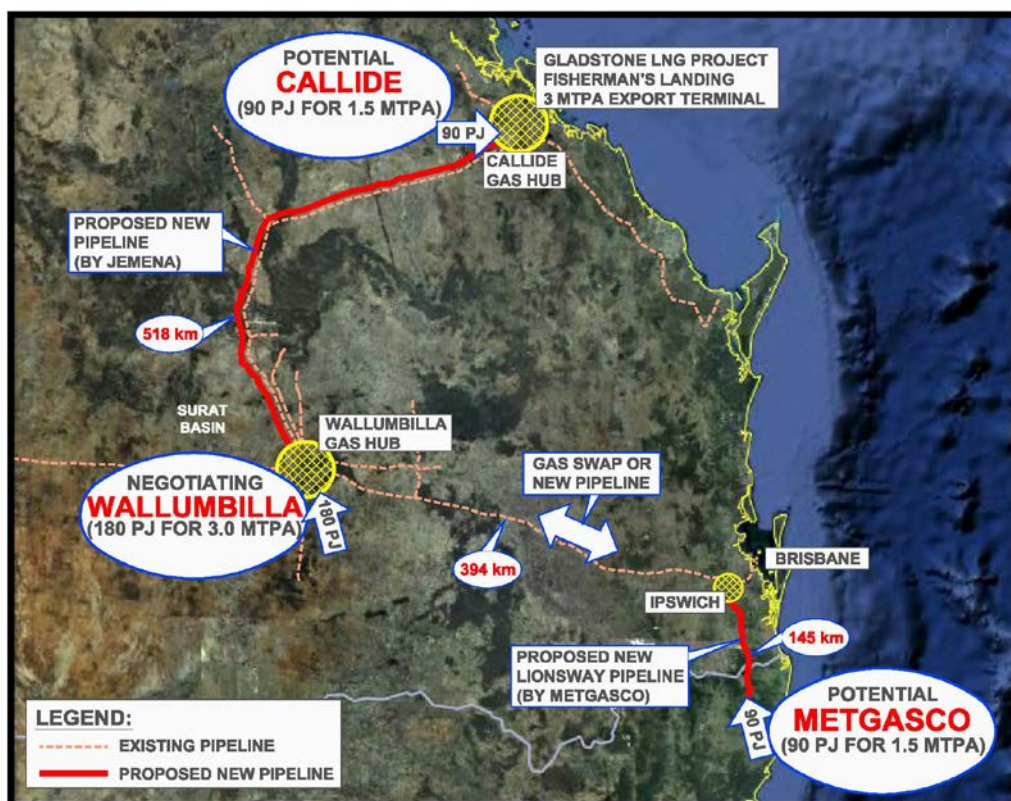 POTENTIAL
CALLIDE
(90 PJ FOR 1.5 MTPA)
GLADSTONE LNG PROJECT
FISHERMAN'S LANDING
3 MTPA EXPORT TERMINAL
90 PJ
CALLIDE
GAS HUB
PROPOSED NEW
PIPELINE
(BY JEMENA)
518 km
SURAT
BASIN
WALLUMBILLA
GAS HUB
NEGOTIATING
WALLUMBILLA
(180 PJ FOR 3.0 MTPA)
180 PJ
GAS SWAP OR
NEW PIPELINE
394 km
BRISBANE
IPSWICH
145 km
PROPOSED NEW
LIONSWAY PIPELINE
(BY METGASCO)
90 PJ
POTENTIAL
METGASCO
(90 PJ FOR 1.5 MTPA)
LEGEND:
EXISTING PIPELINE
PROPOSED NEW PIPELINE